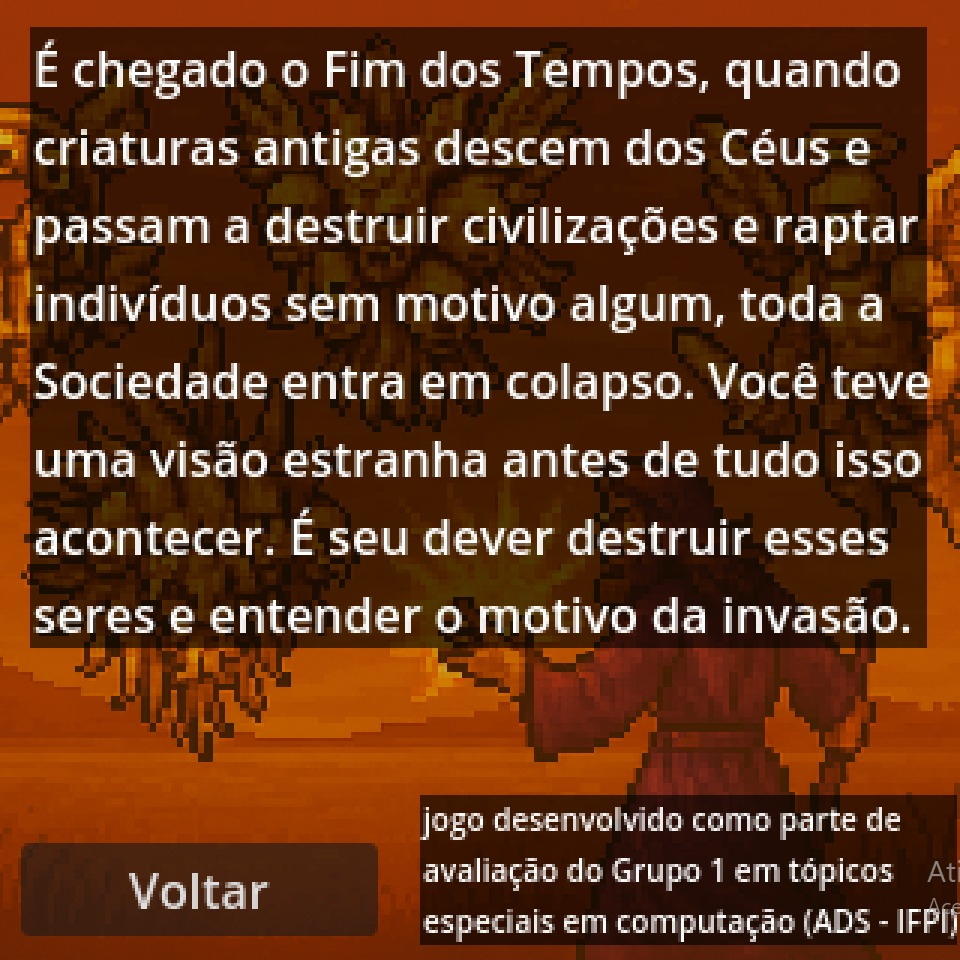 É chegado o Fim dos Tempos, quando
criaturas antigas descem dos Céus e
passam a destruir civilizações e raptar
indivíduos sem motivo algum, toda a
Sociedade entra em colapso. Você teve
uma visão estranha antes de tudo isso
acontecer. É seu dever destruir esses
seres e entender o motivo da invasão.
Voltar
jogo desenvolvido como parte de
avaliação do Grupo 1 em tópicos
especiais em computação (ADS - IFPI)
Ati